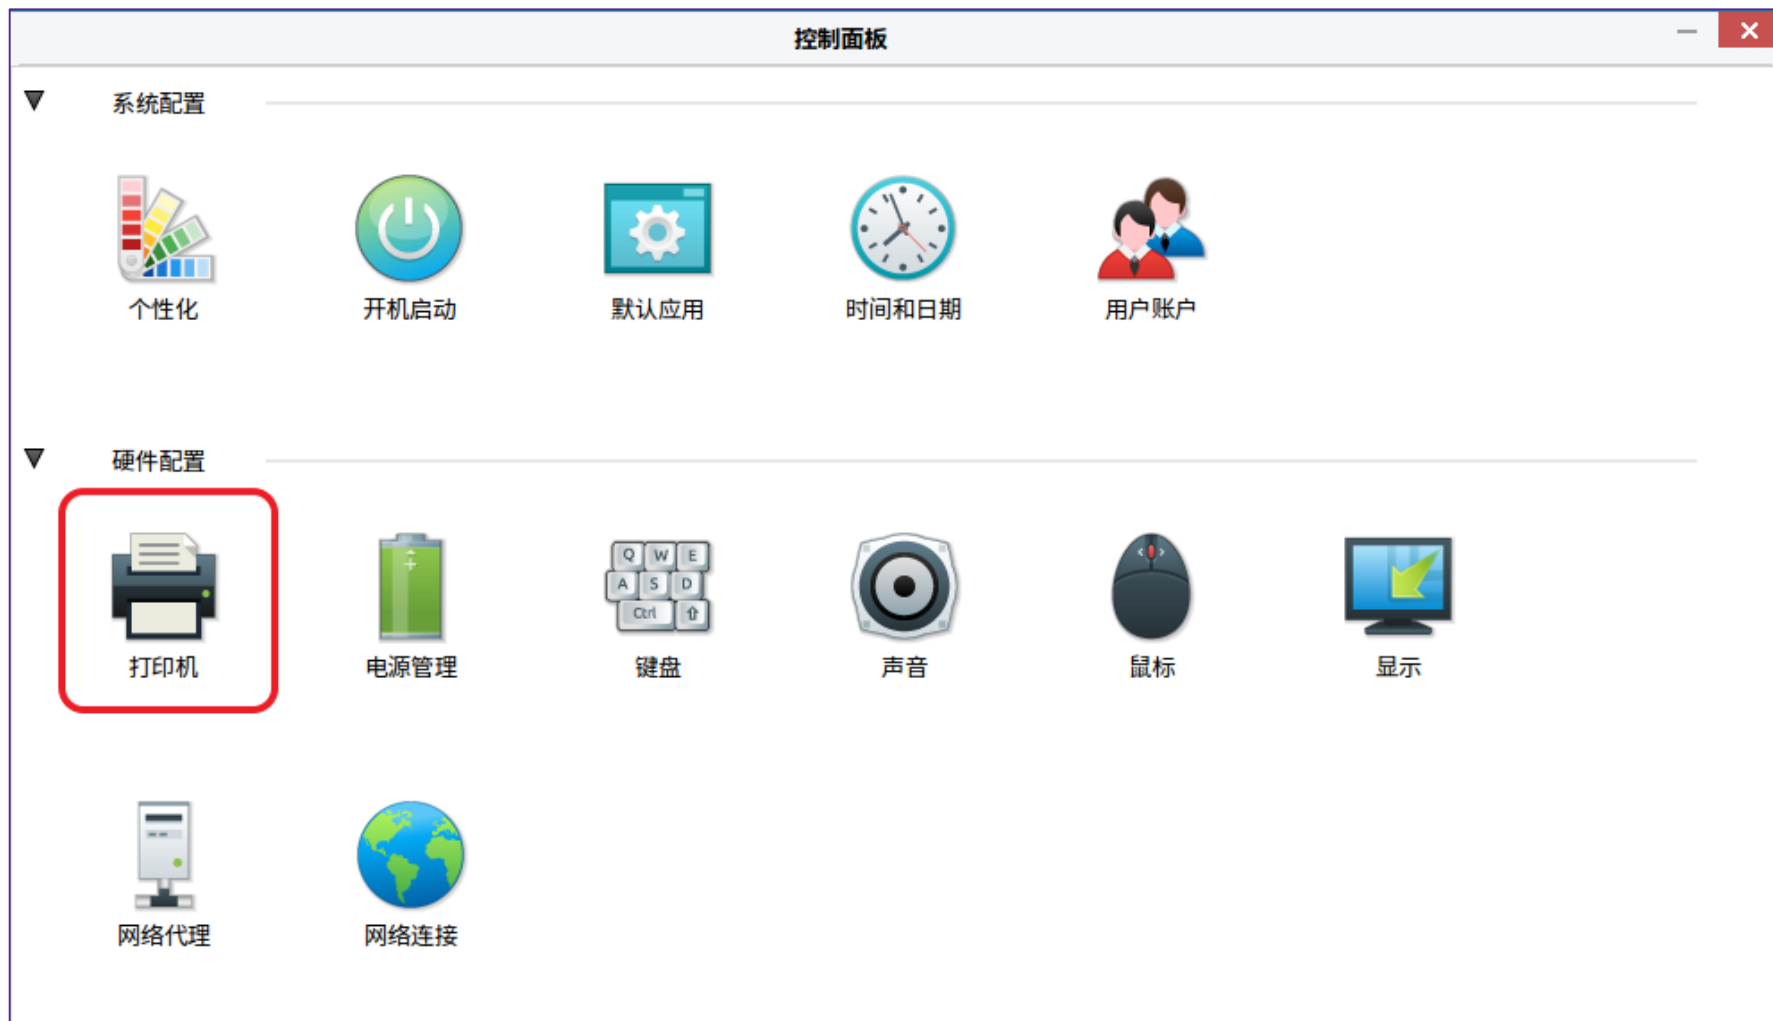 控制面板
系统配置
个性化 开机启动 默认应用 时间和日期 用户账户
硬件配置
Q W E
A S D
Ctrl
打印机 电源管理 键盘 声音 鼠标 显示
网络代理 网络连接